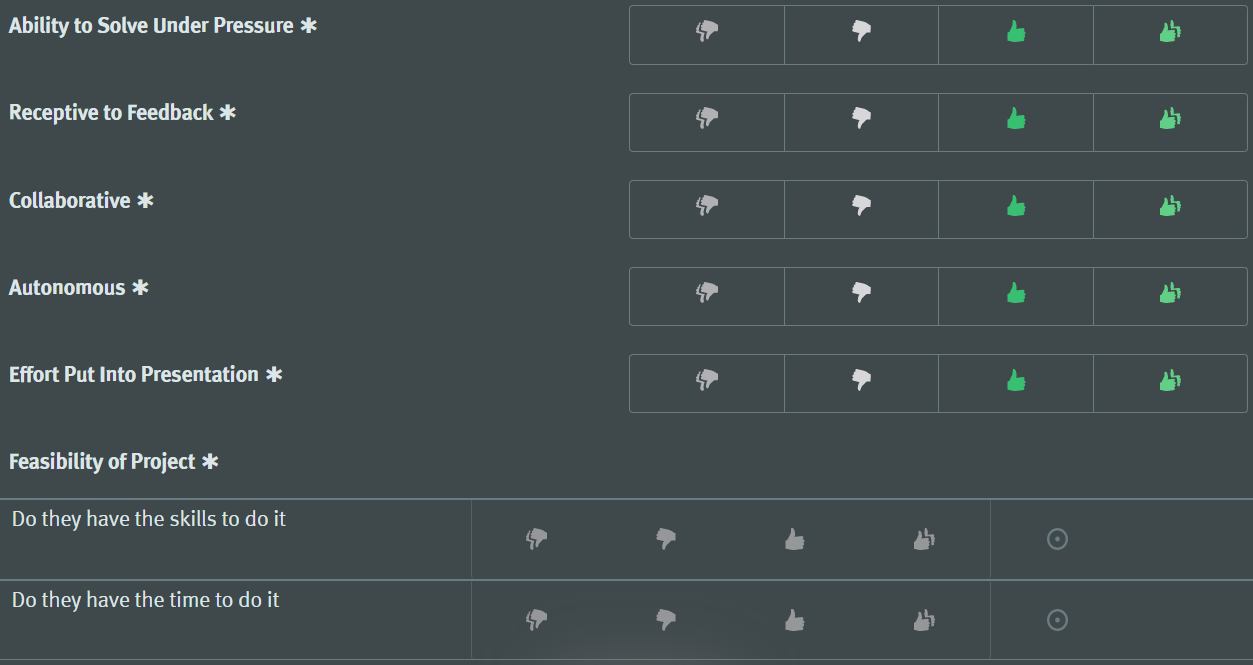 Ability to Solve Under Pressure ✱
Receptive to Feedback ✱
Collaborative ✱
Autonomous ✱
Effort Put Into Presentation ✱
Feasibility of Project ✱
Do they have the skills to do it
Do they have the time to do it